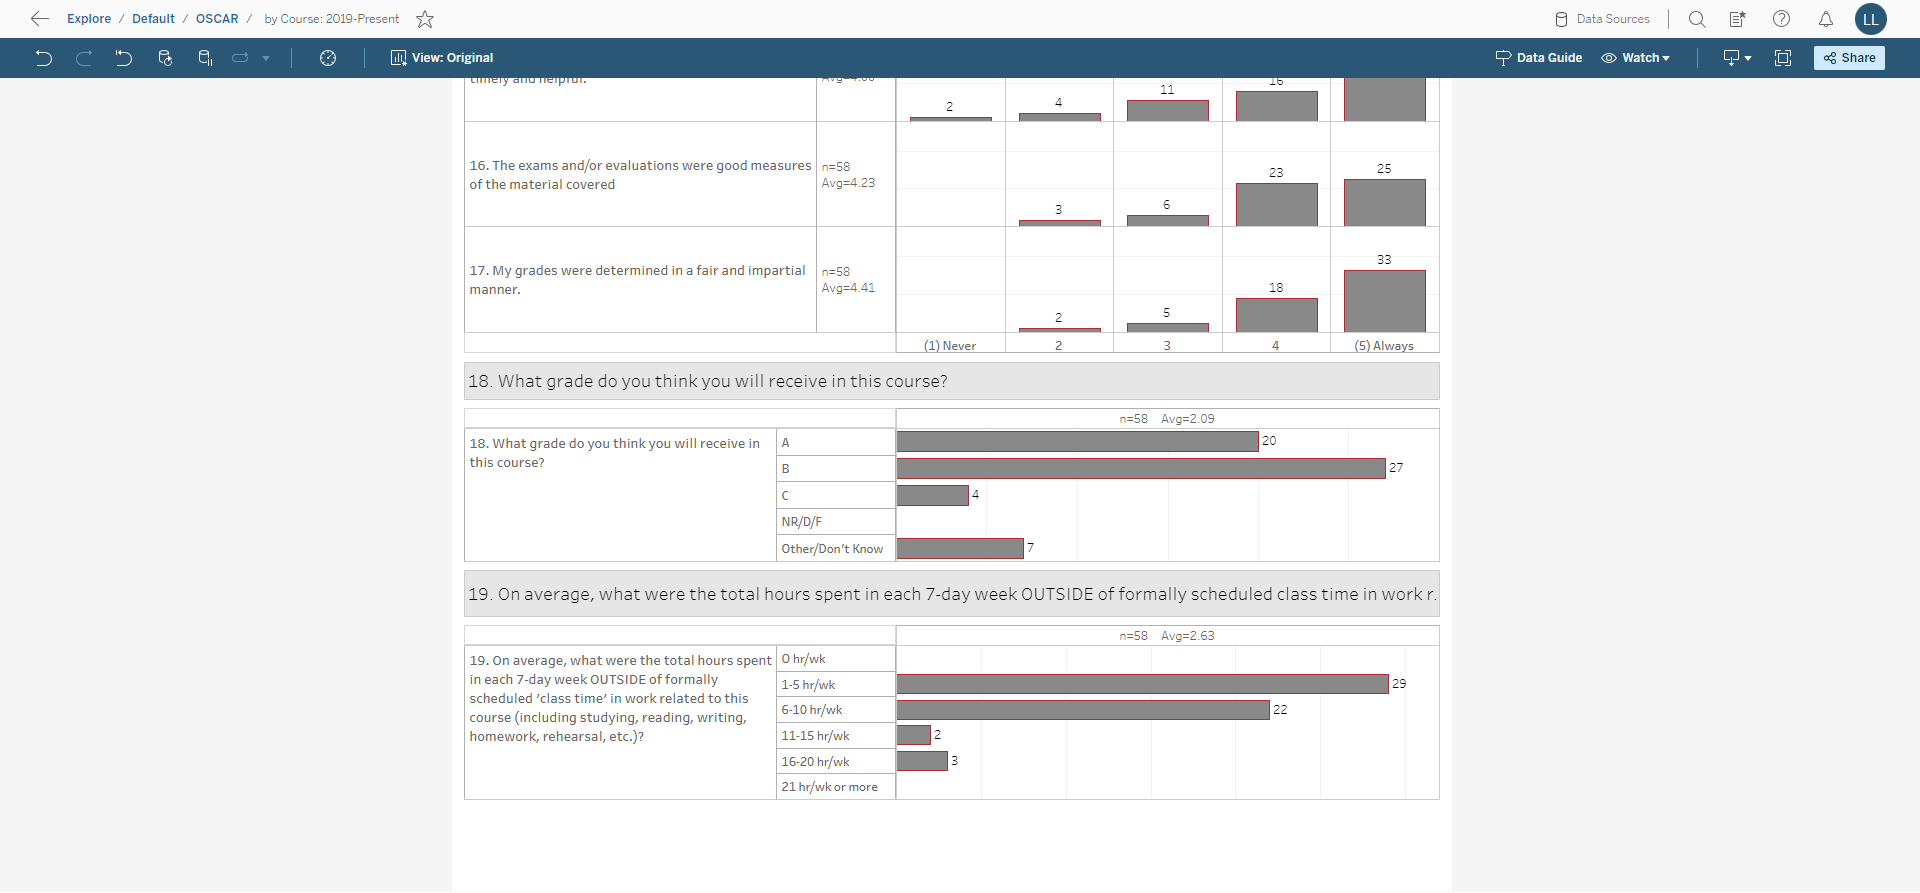 Explore / Default / OSCAR / by Course: 2019-Present
Data Sources
LL
View: Original
Data Guide
Watch
Share
timely and helpful.
2
4
11
16
16. The exams and/or evaluations were good measures
of the material covered
n=58
Avg=4.23
3
6
23
25
17. My grades were determined in a fair and impartial
manner.
n=58
Avg=4.41
2
5
18
33
(1) Never
2
3
4
(5) Always
18. What grade do you think you will receive in this course?
n=58 Avg=2.09
18. What grade do you think you will receive in
this course?
A
20
B
27
C
4
NR/D/F
Other/Don't Know
7
19. On average, what were the total hours spent in each 7-day week OUTSIDE of formally scheduled class time in work r.
n=58 Avg=2.63
19. On average, what were the total hours spent
in each 7-day week OUTSIDE of formally
scheduled 'class time' in work related to this
course (including studying, reading, writing,
homework, rehearsal, etc.)?
0 hr/wk
1-5 hr/wk
29
6-10 hr/wk
22
11-15 hr/wk
2
16-20 hr/wk
3
21 hr/wk or more